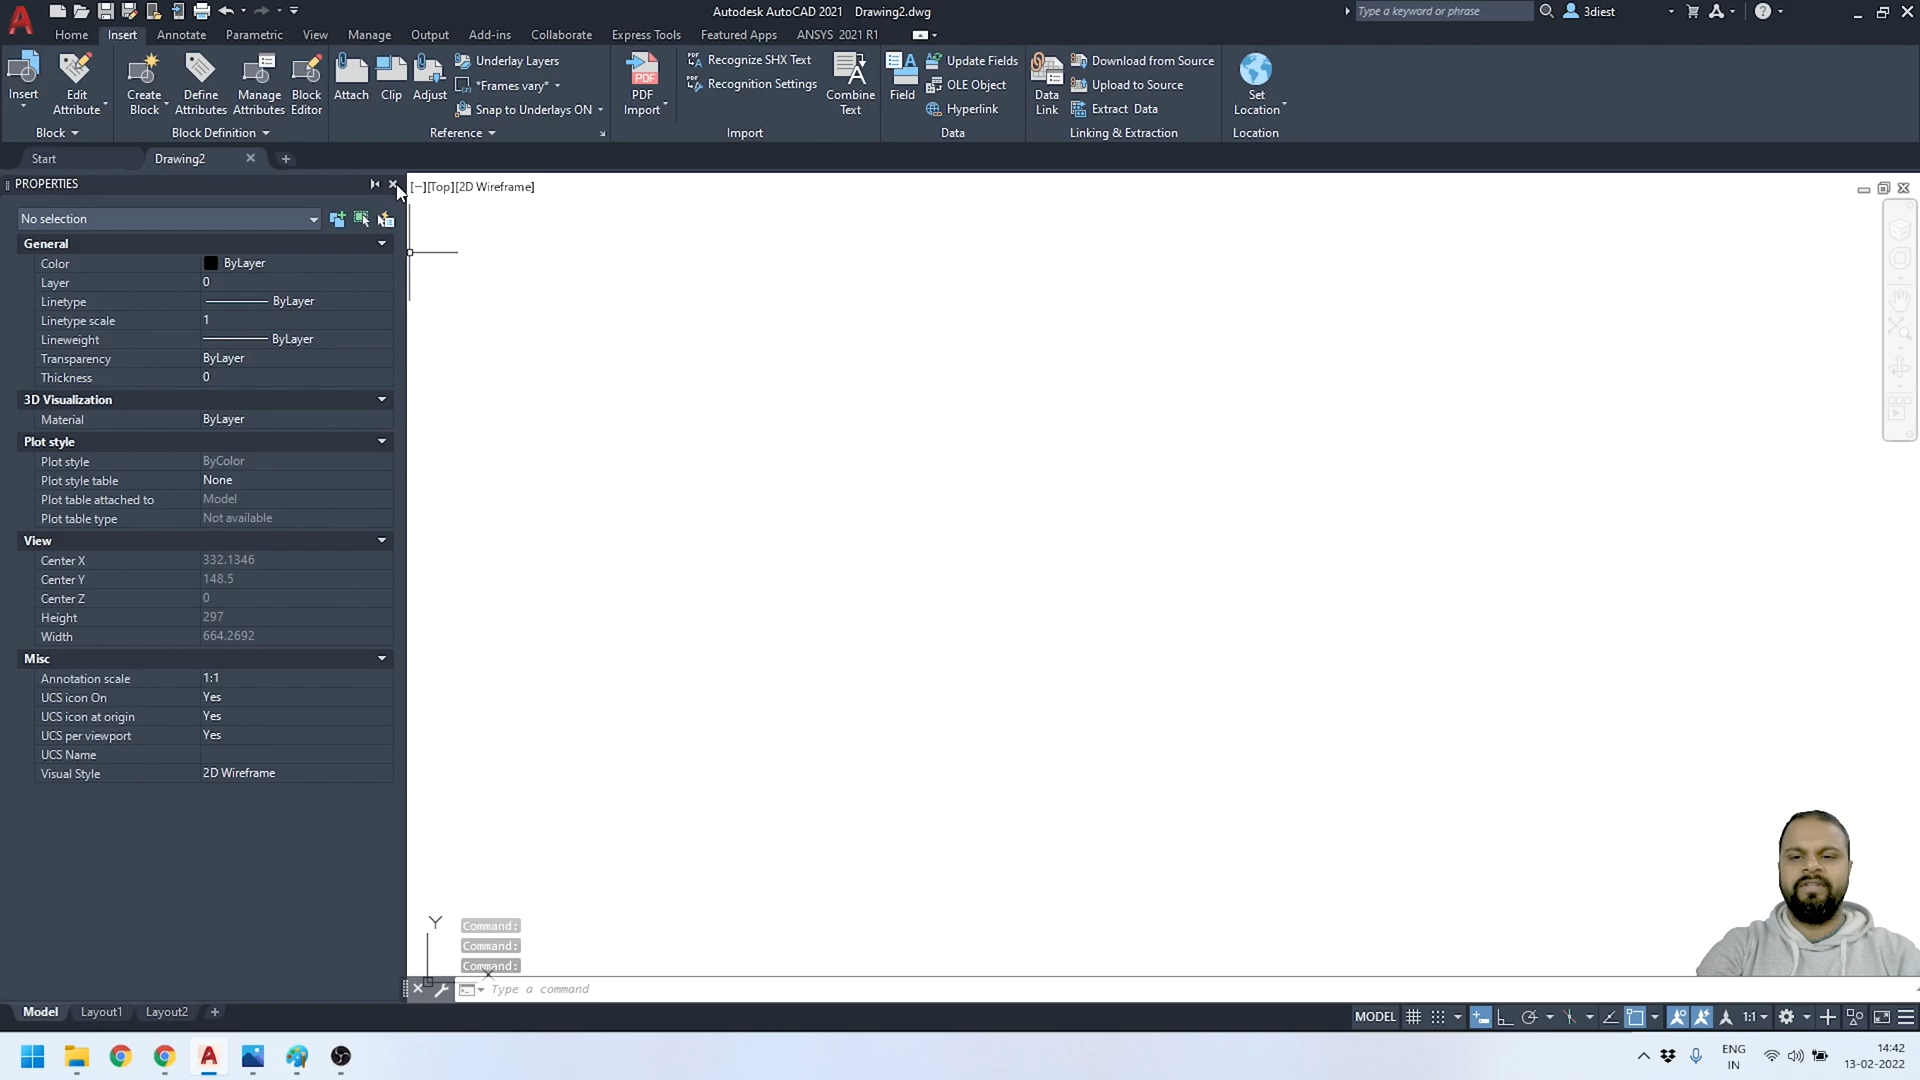 Autodesk AutoCAD 2021 Drawing2.dwg
Type a keyword or phrase
3diest
Home Insert Annotate Parametric View Manage Output Add-ins Collaborate Express Tools Featured Apps ANSYS 2021 R1
Insert
Edit Attribute
Create Block
Define Attributes
Manage Attributes
Block Editor
Attach
Clip
Adjust
Underlay Layers
*Frames vary*
Snap to Underlays ON
PDF Import
Recognize SHX Text
Recognition Settings
Combine Text
Field
Update Fields
OLE Object
Hyperlink
Data Link
Download from Source
Upload to Source
Extract Data
Set Location
Block Block Definition Reference Import Data Linking & Extraction Location
Start Drawing2
PROPERTIES
[−][Top][2D Wireframe]
No selection
General
Color ByLayer
Layer 0
Linetype ByLayer
Linetype scale 1
Lineweight ByLayer
Transparency ByLayer
Thickness 0
3D Visualization
Material ByLayer
Plot style
Plot style ByColor
Plot style table None
Plot table attached to Model
Plot table type Not available
View
Center X 332.1346
Center Y 148.5
Center Z 0
Height 297
Width 664.2692
Misc
Annotation scale 1:1
UCS icon On Yes
UCS icon at origin Yes
UCS per viewport Yes
UCS Name
Visual Style 2D Wireframe
Y
Command:
Command:
Command:
Type a command
Model Layout1 Layout2
MODEL 1:1
ENG
IN
14:42
13-02-2022